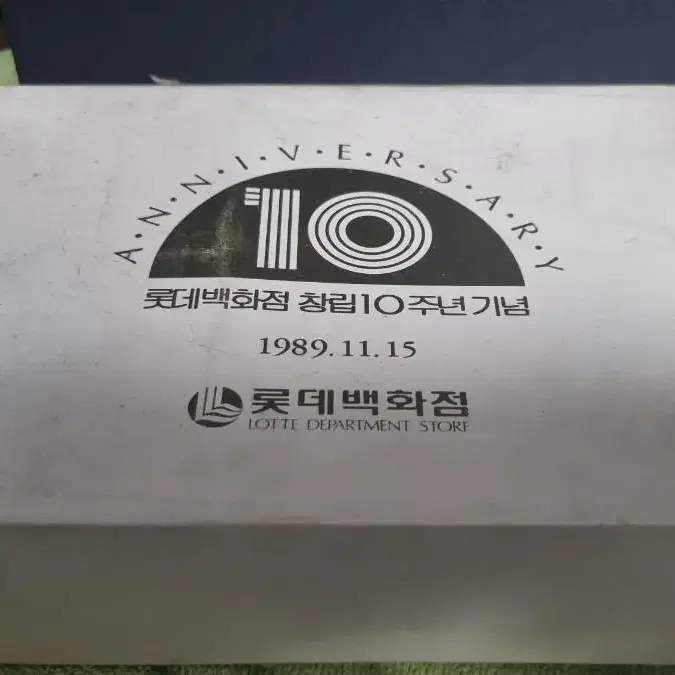 A·N·N·I·V·E·R·S·A·R·Y
10
롯데백화점 창립10주년 기념
1989.11.15
롯데백화점
LOTTE DEPARTMENT STORE